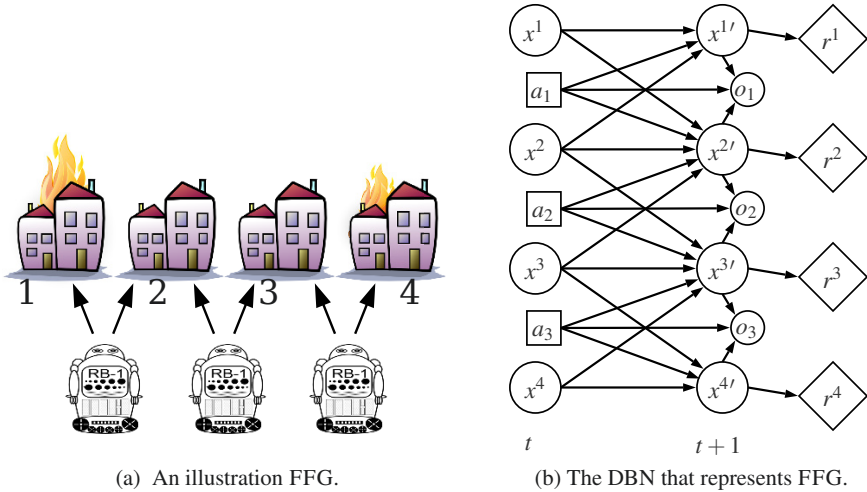 1 2 3 4
RB-1 RB-1 RB-1
(a) An illustration FFG.
x¹ x¹′ r¹
a₁ o₁
x² x²′ r²
a₂ o₂
x³ x³′ r³
a₃ o₃
x⁴ x⁴′ r⁴
t t+1
(b) The DBN that represents FFG.